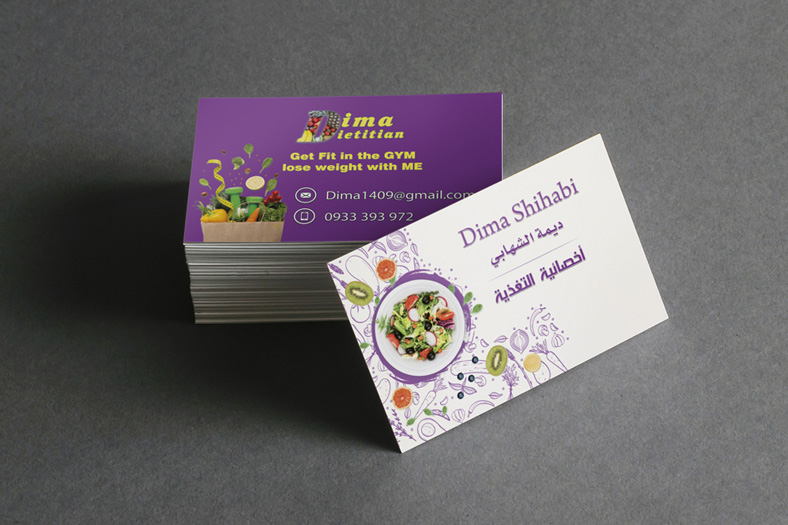 Dima
Dietitian
Get Fit in the GYM
lose weight with ME
Dima1409@gmail.com
0933 393 972
Dima Shihabi
ديمة الشهابي
أخصائية التغذية